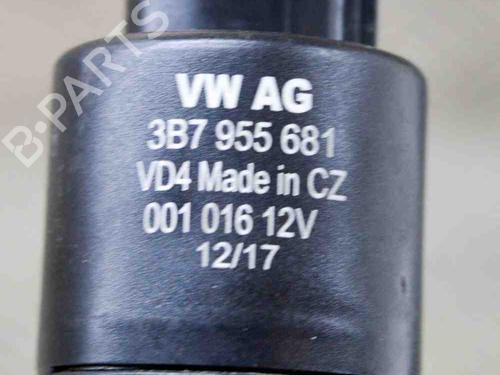 B-PARTS
VW AG
3B7 955 681
VD4 Made in CZ
001 016 12V
12/17